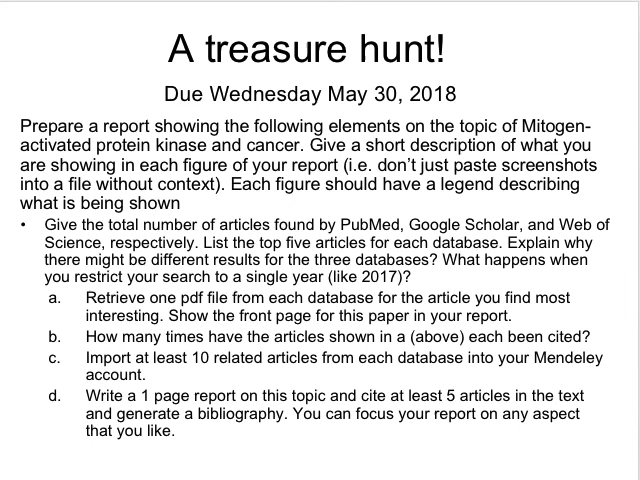 A treasure hunt!
Due Wednesday May 30, 2018
Prepare a report showing the following elements on the topic of Mitogen-
activated protein kinase and cancer. Give a short description of what you
are showing in each figure of your report (i.e. don’t just paste screenshots
into a file without context). Each figure should have a legend describing
what is being shown
• Give the total number of articles found by PubMed, Google Scholar, and Web of
Science, respectively. List the top five articles for each database. Explain why
there might be different results for the three databases? What happens when
you restrict your search to a single year (like 2017)?
a. Retrieve one pdf file from each database for the article you find most
interesting. Show the front page for this paper in your report.
b. How many times have the articles shown in a (above) each been cited?
c. Import at least 10 related articles from each database into your Mendeley
account.
d. Write a 1 page report on this topic and cite at least 5 articles in the text
and generate a bibliography. You can focus your report on any aspect
that you like.